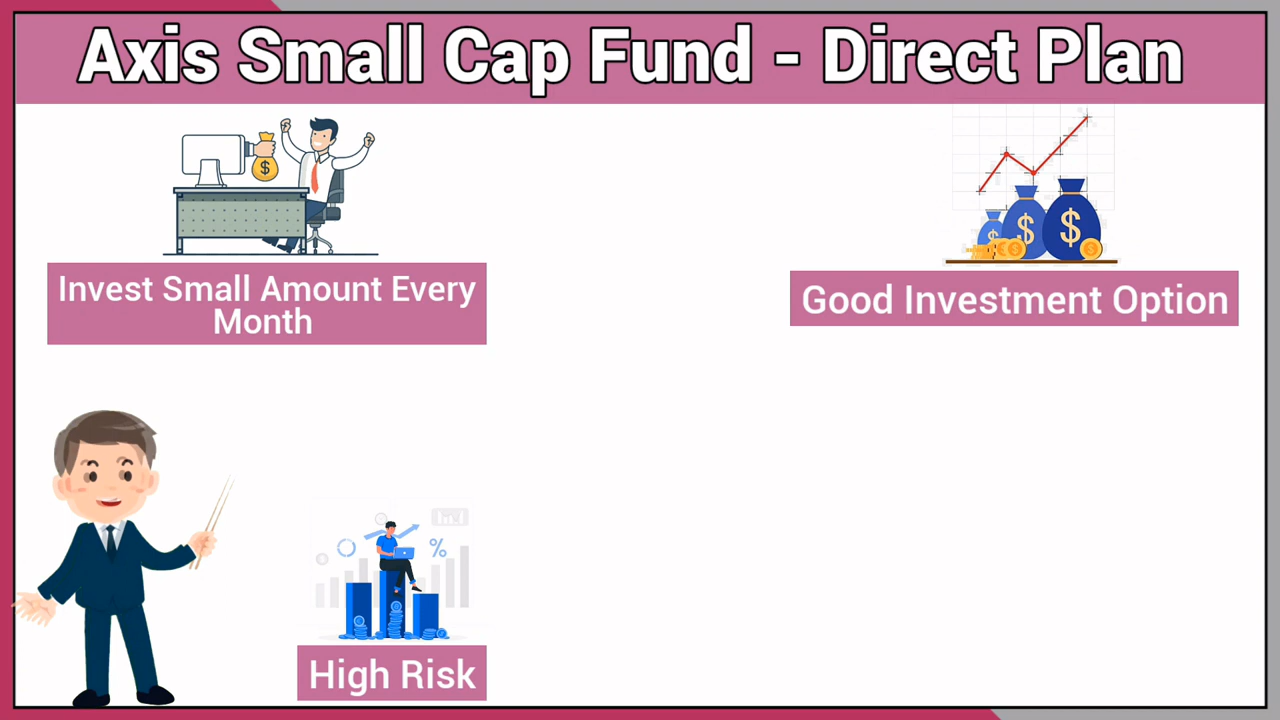 Axis Small Cap Fund - Direct Plan
$
$
$
$
$
Invest Small Amount Every
Month
Good Investment Option
%
High Risk